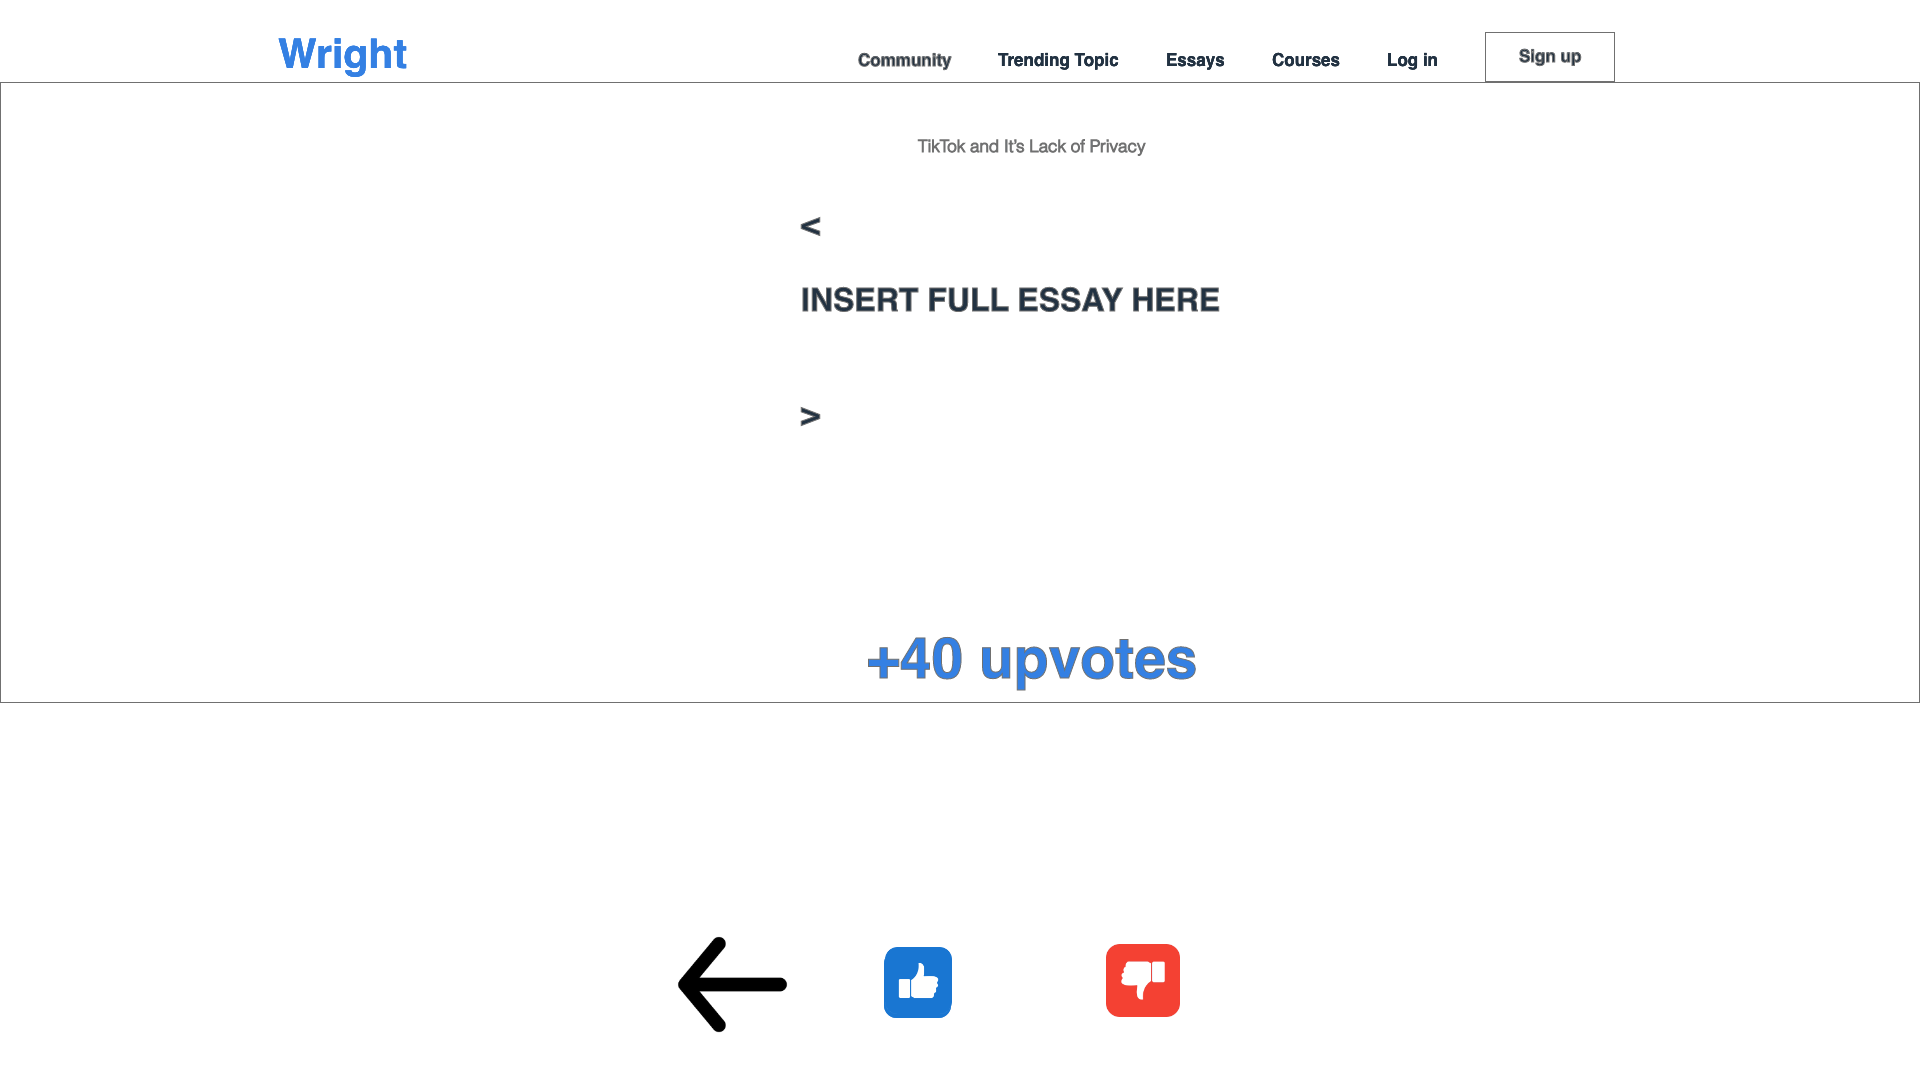 Wright
Community Trending Topic Essays Courses Log in Sign up
TikTok and It’s Lack of Privacy
<
INSERT FULL ESSAY HERE
>
+40 upvotes